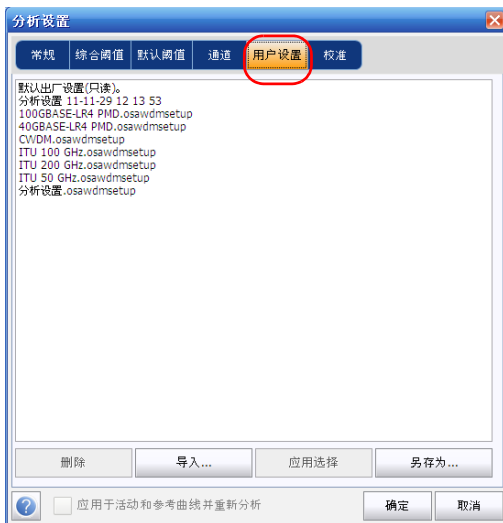 分析设置
常规 综合阈值 默认阈值 通道 用户设置 校准
默认出厂设置(只读)。
分析设置 11-11-29 12 13 53
100GBASE-LR4 PMD.osawdmsetup
40GBASE-LR4 PMD.osawdmsetup
CWDM.osawdmsetup
ITU 100 GHz.osawdmsetup
ITU 200 GHz.osawdmsetup
ITU 50 GHz.osawdmsetup
分析设置.osawdmsetup
删除 导入... 应用选择 另存为...
? 应用于活动和参考曲线并重新分析 确定 取消